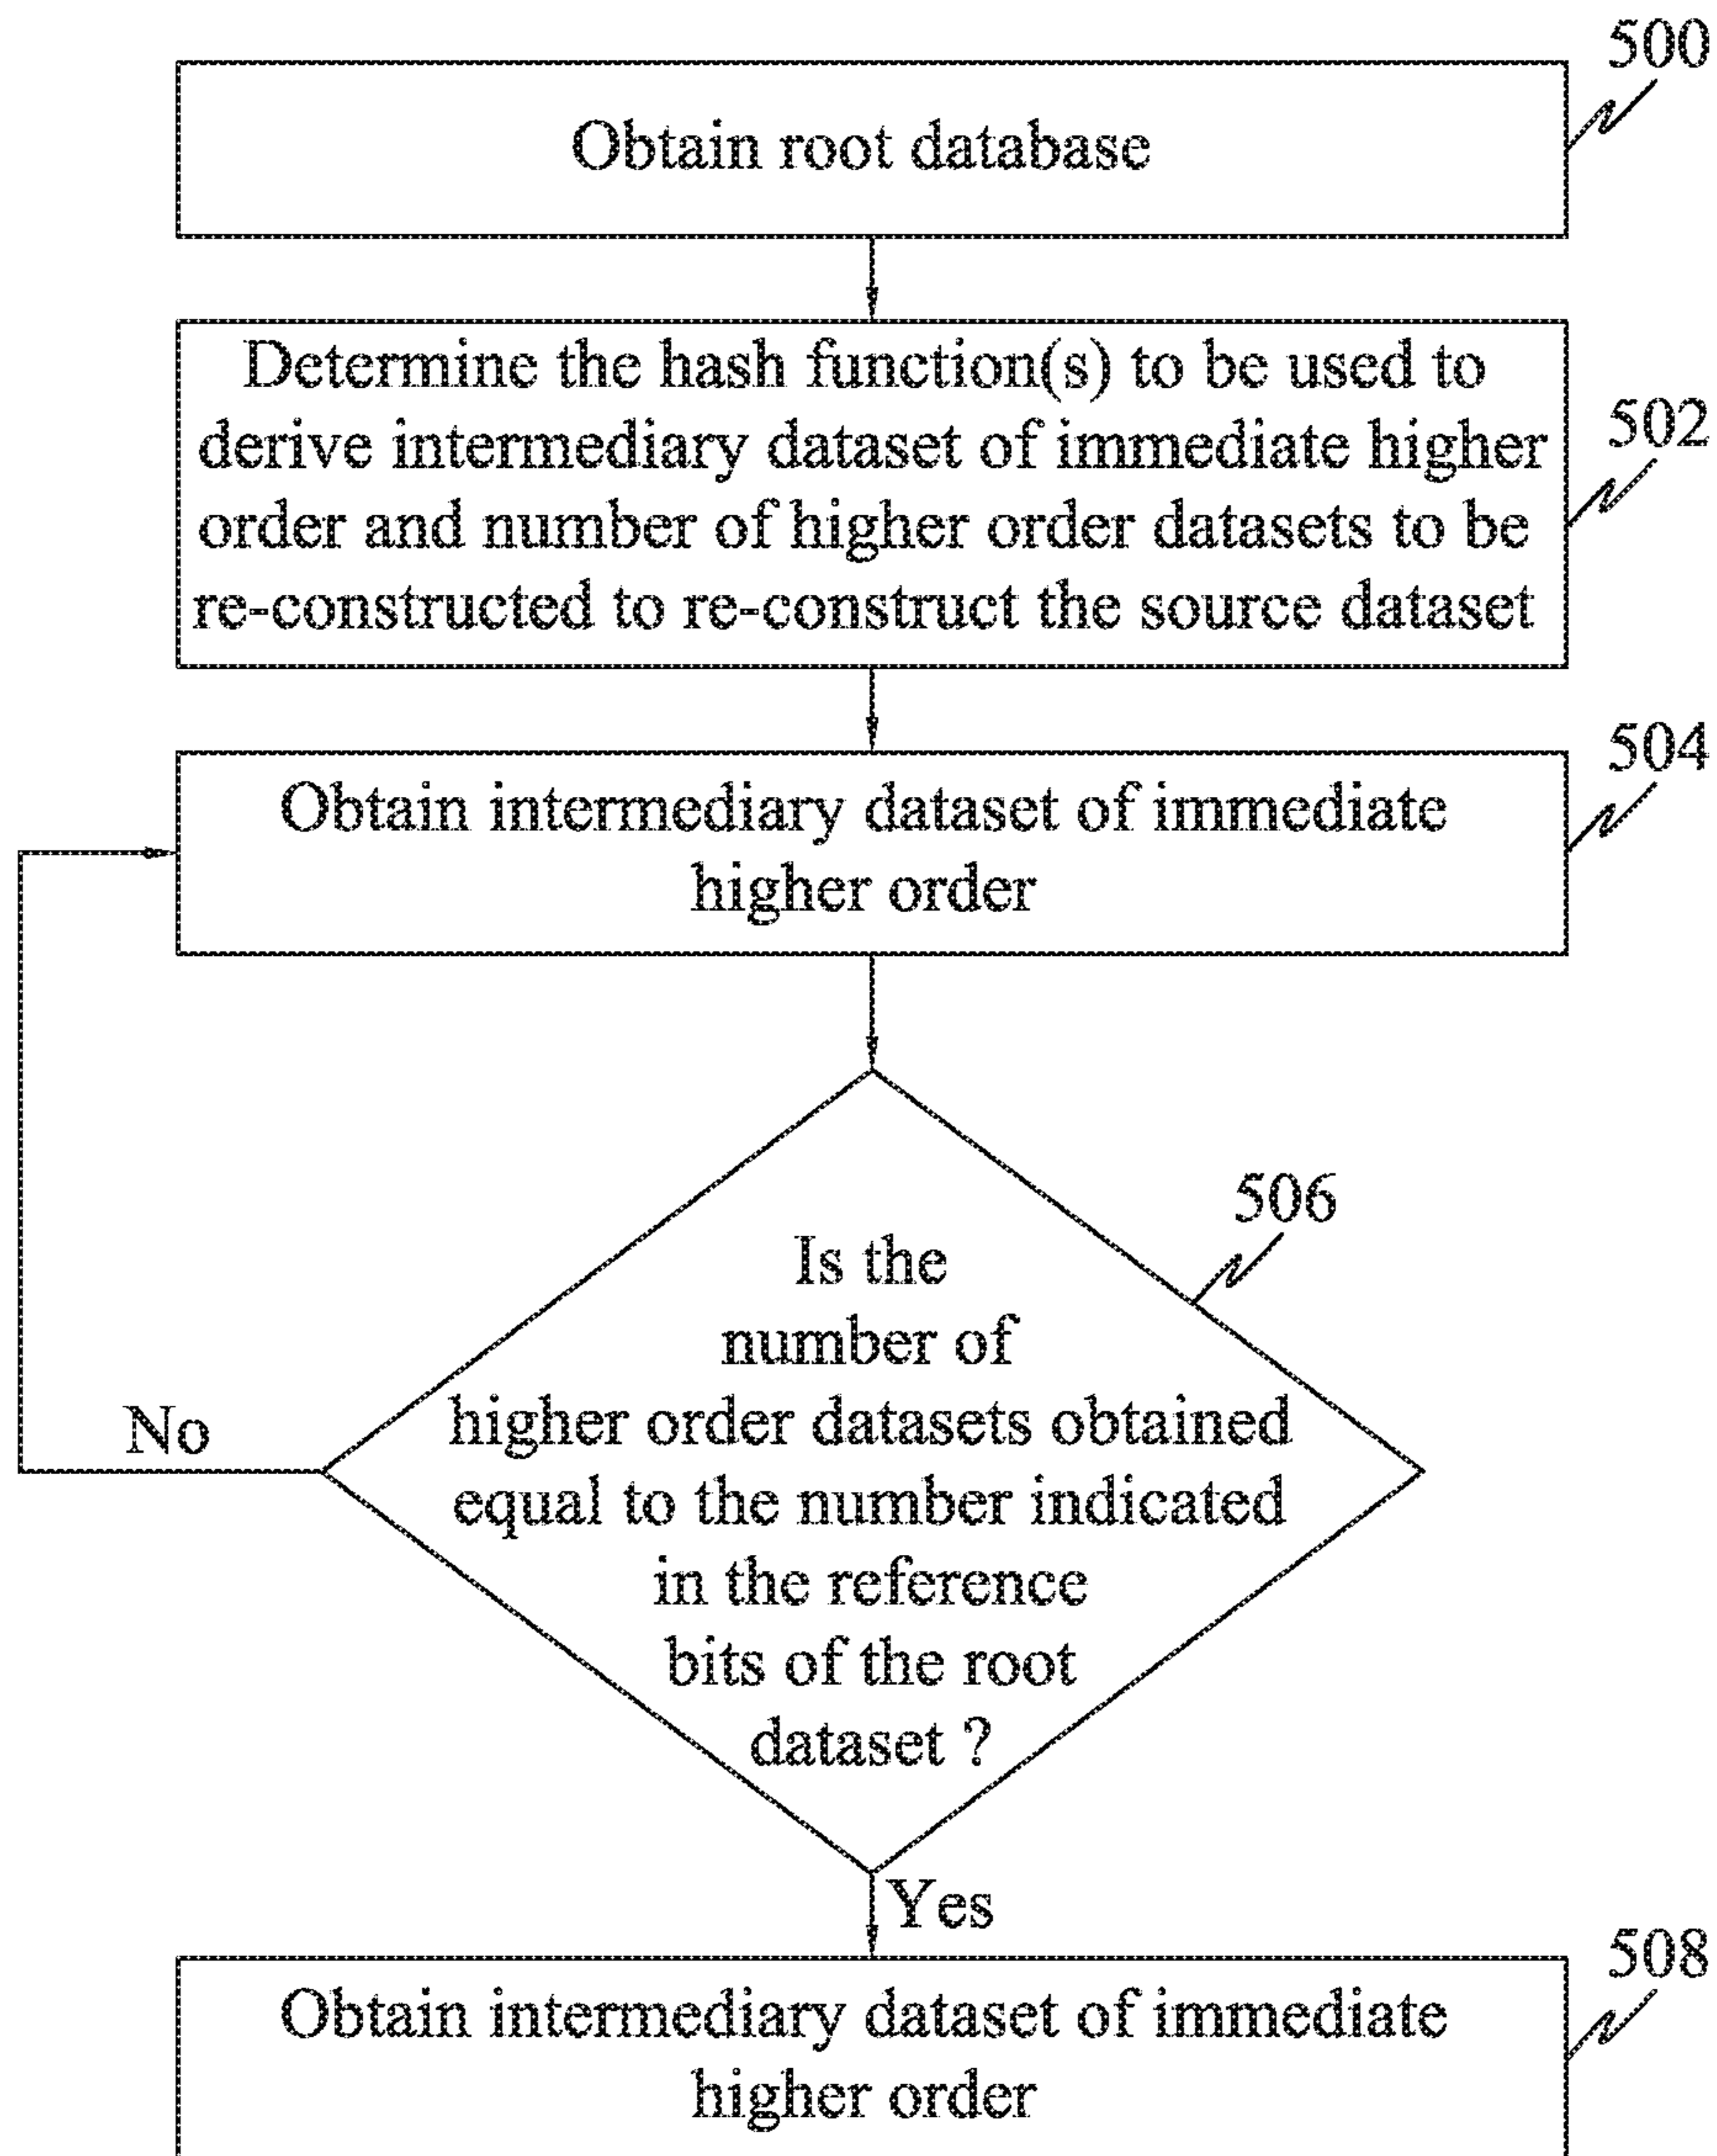 500
Obtain root database
Determine the hash function(s) to be used to
derive intermediary dataset of immediate higher
order and number of higher order datasets to be
re-constructed to re-construct the source dataset
502
504
Obtain intermediary dataset of immediate
higher order
506
Is the
number of
higher order datasets obtained
equal to the number indicated
in the reference
bits of the root
dataset ?
No
Yes
508
Obtain intermediary dataset of immediate
higher order